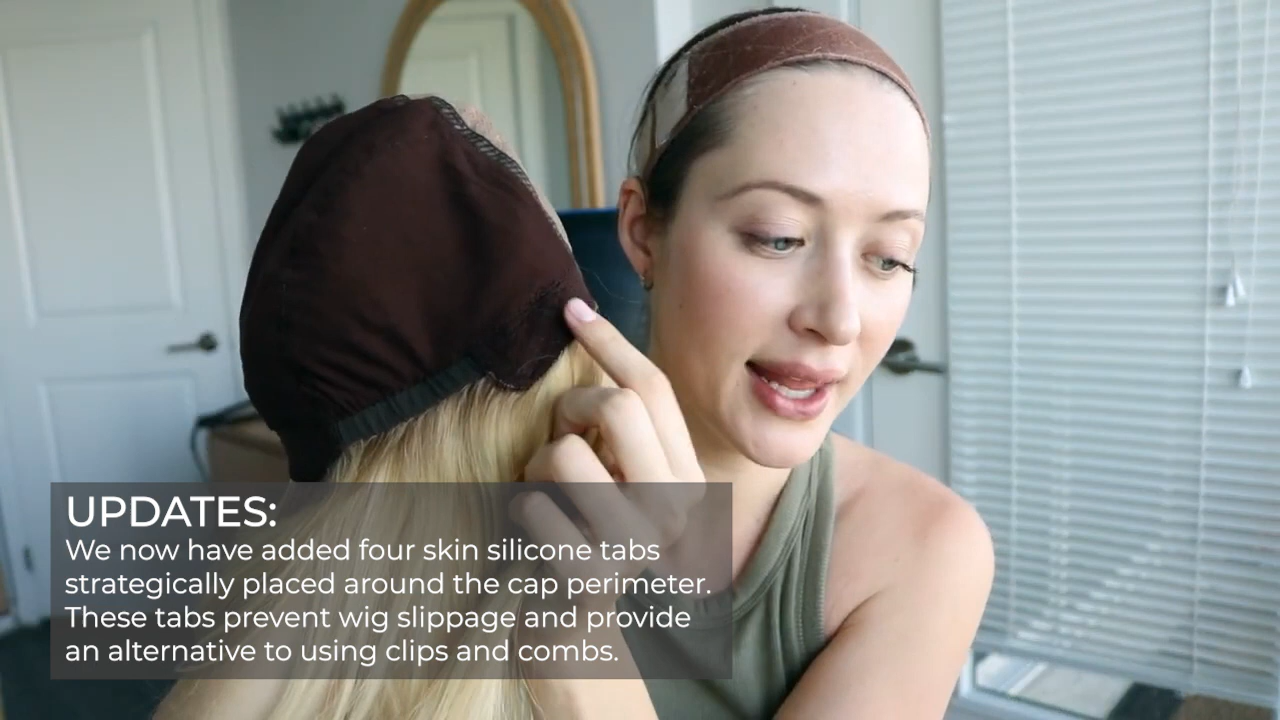 UPDATES:
We now have added four skin silicone tabs
strategically placed around the cap perimeter.
These tabs prevent wig slippage and provide
an alternative to using clips and combs.